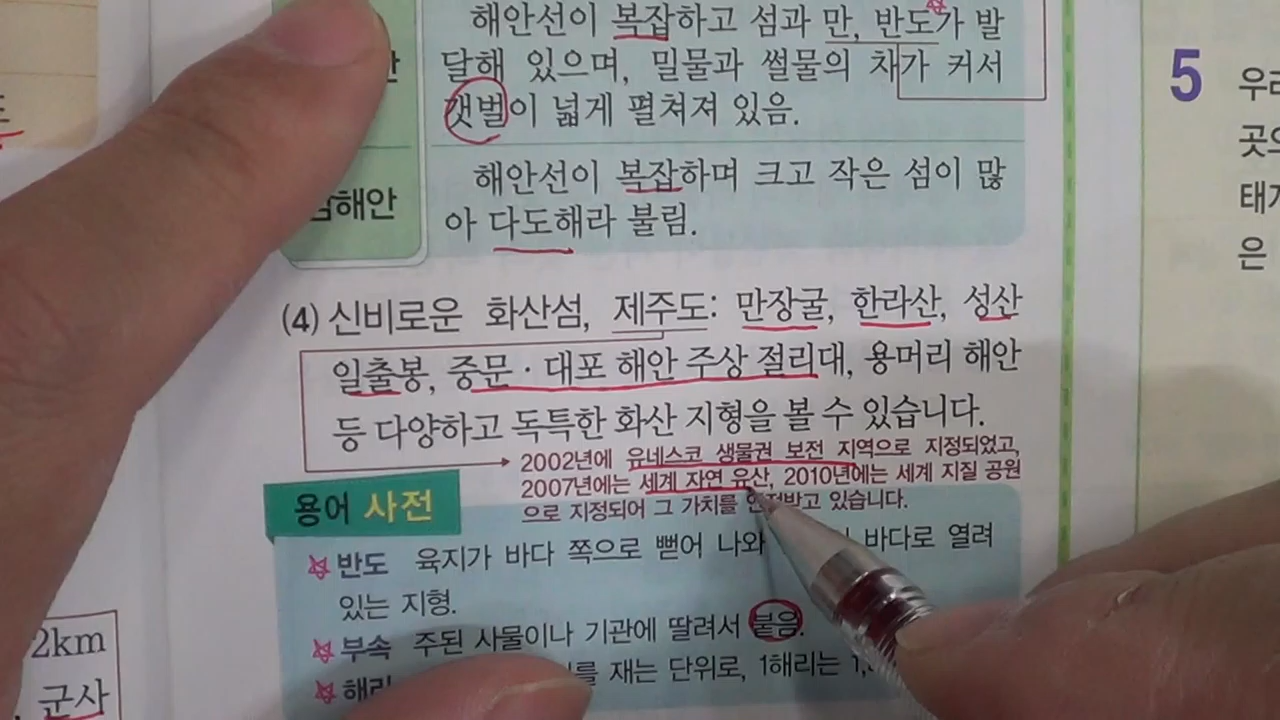 해안선이 복잡하고 섬과 만, 반도가 발
달해 있으며, 밀물과 썰물의 차가 커서
갯벌이 넓게 펼쳐져 있음.
해안선이 복잡하며 크고 작은 섬이 많
해안
아 다도해라 불림.
(4) 신비로운 화산섬, 제주도: 만장굴, 한라산, 성산
일출봉, 중문·대포 해안 주상 절리대, 용머리 해안
등 다양하고 독특한 화산 지형을 볼 수 있습니다.
2002년에 유네스코 생물권 보전 지역으로 지정되었고,
2007년에는 세계 자연 유산, 2010년에는 세계 지질 공원
으로 지정되어 그 가치를 인정받고 있습니다.
용어 사전
반도 육지가 바다 쪽으로 뻗어 나와 바다로 열려
있는 지형.
부속 주된 사물이나 기관에 딸려서 붙음.
해리 를 재는 단위로, 1해리는
2km
군사
5